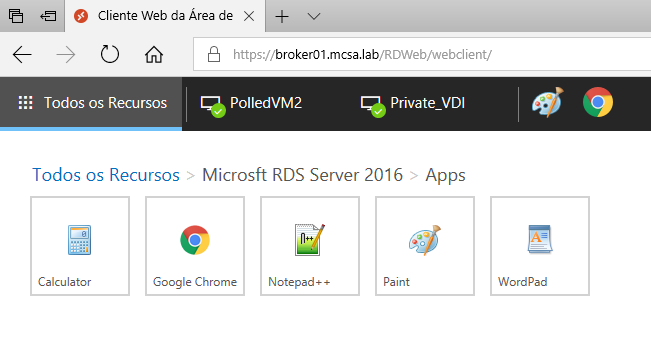 Cliente Web da Área de
https://broker01.mcsa.lab/RDWeb/webclient/
Todos os Recursos PolledVM2 Private_VDI
Todos os Recursos > Microsft RDS Server 2016 > Apps
Calculator Google Chrome Notepad++ Paint WordPad